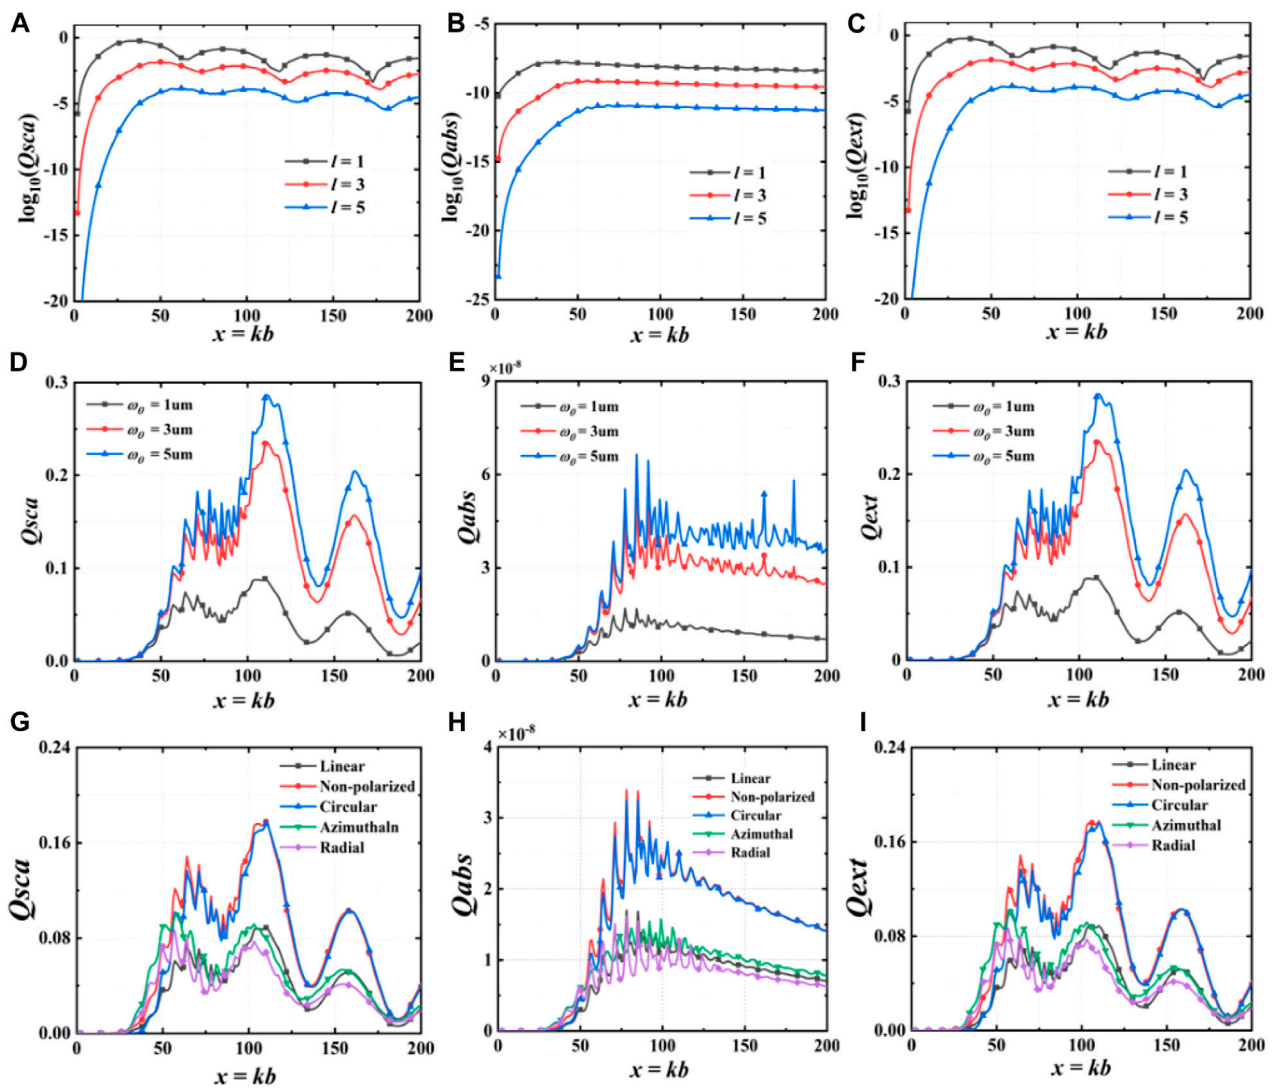 A
log10(Qsca)
0
-5
-10
-15
-20
l = 1
l = 3
l = 5
0 50 100 150 200
x = kb
B
log10(Qabs)
-5
-10
-15
-20
-25
l = 1
l = 3
l = 5
0 50 100 150 200
x = kb
C
log10(Qext)
0
-5
-10
-15
-20
l = 1
l = 3
l = 5
0 50 100 150 200
x = kb
D
Qsca
0.3
0.2
0.1
0.0
ω0 = 1um
ω0 = 3um
ω0 = 5um
0 50 100 150 200
x = kb
E
×10-8
Qabs
9
6
3
0
ω0 = 1um
ω0 = 3um
ω0 = 5um
0 50 100 150 200
x = kb
F
Qext
0.3
0.2
0.1
0
ω0 = 1um
ω0 = 3um
ω0 = 5um
0 50 100 150 200
x = kb
G
Qsca
0.24
0.16
0.08
0.00
Linear
Non-polarized
Circular
Azimuthaln
Radial
0 50 100 150 200
x = kb
H
×10-8
Qabs
4
3
2
1
0
Linear
Non-polarized
Circular
Azimuthal
Radial
0 50 100 150 200
x = kb
I
Qext
0.24
0.16
0.08
0.00
Linear
Non-polarized
Circular
Azimuthal
Radial
0 50 100 150 200
x = kb